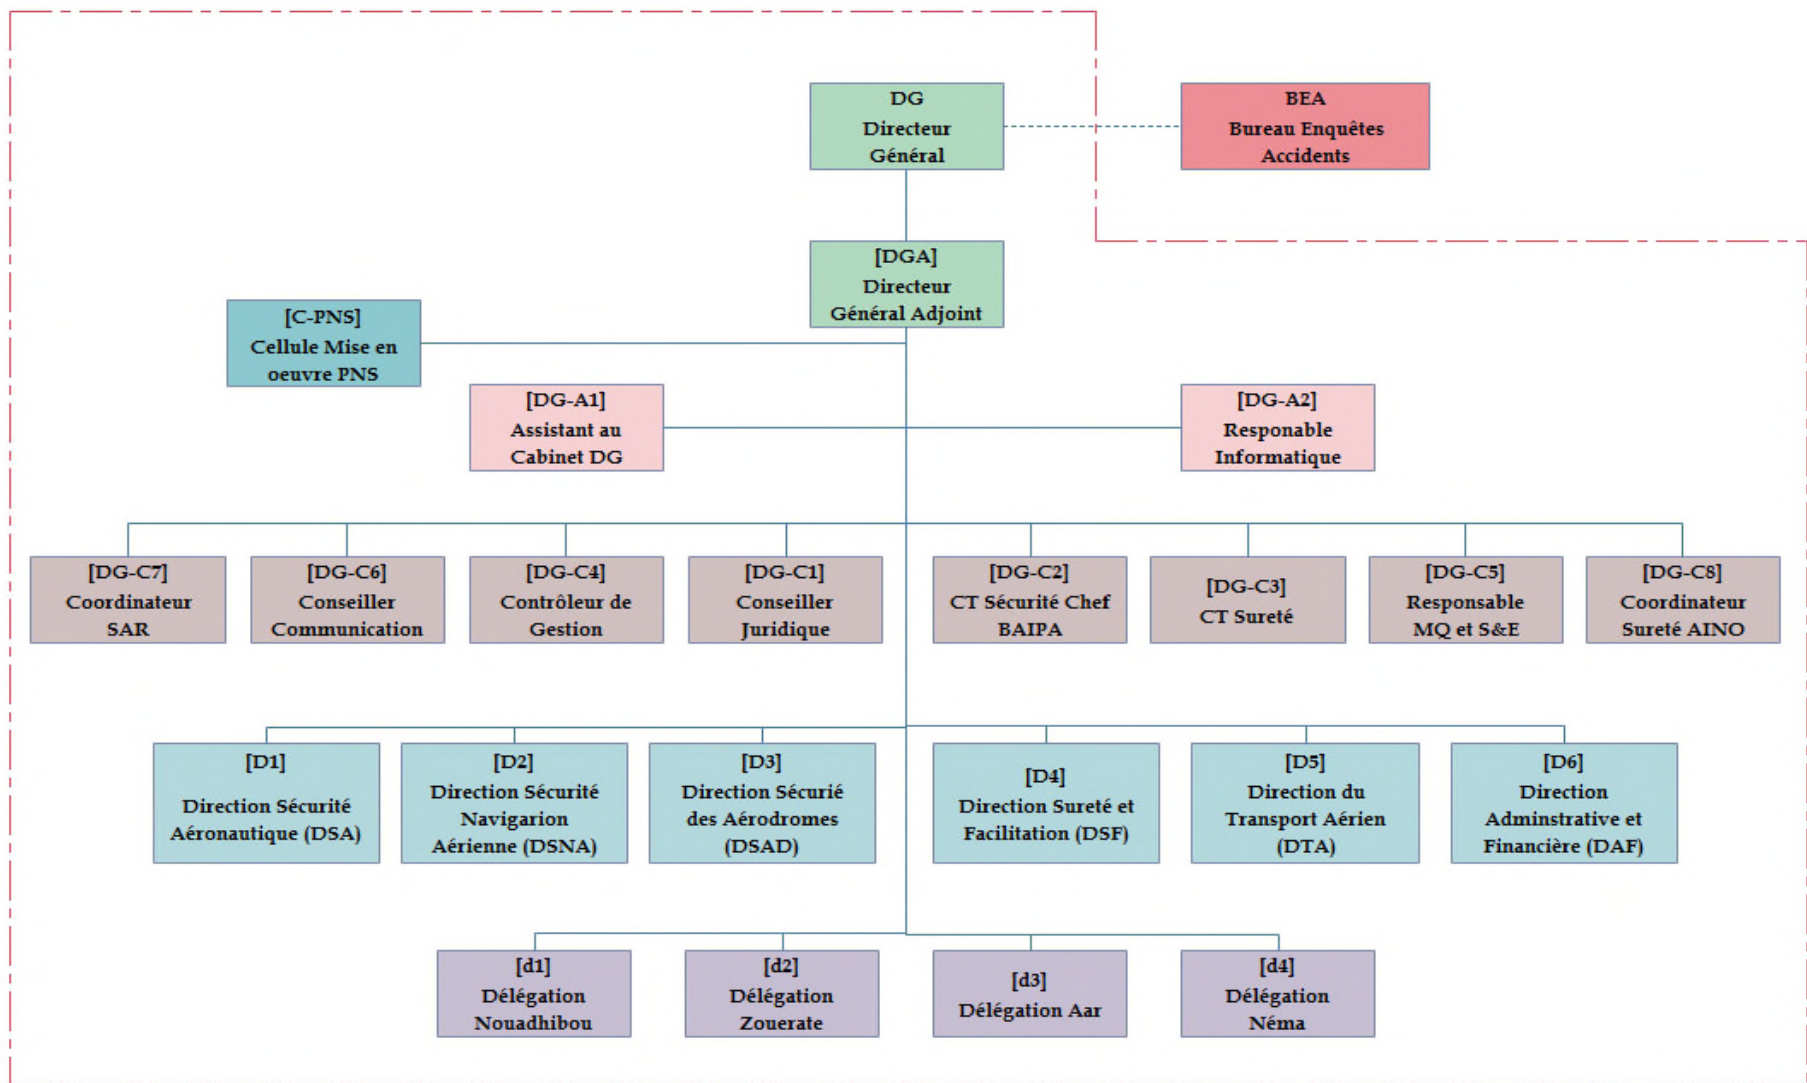 DG
Directeur
Général
BEA
Bureau Enquêtes
Accidents
[DGA]
Directeur
Général Adjoint
[C-PNS]
Cellule Mise en
oeuvre PNS
[DG-A1]
Assistant au
Cabinet DG
[DG-A2]
Responable
Informatique
[DG-C7]
Coordinateur
SAR
[DG-C6]
Conseiller
Communication
[DG-C4]
Contrôleur de
Gestion
[DG-C1]
Conseiller
Juridique
[DG-C2]
CT Sécurité Chef
BAIPA
[DG-C3]
CT Sureté
[DG-C5]
Responsable
MQ et S&E
[DG-C8]
Coordinateur
Sureté AINO
[D1]
Direction Sécurité
Aéronautique (DSA)
[D2]
Direction Sécurité
Navigarion
Aérienne (DSNA)
[D3]
Direction Sécurié
des Aérodromes
(DSAD)
[D4]
Direction Sureté et
Facilitation (DSF)
[D5]
Direction du
Transport Aérien
(DTA)
[D6]
Direction
Adminstrative et
Financière (DAF)
[d1]
Délégation
Nouadhibou
[d2]
Délégation
Zouerate
[d3]
Délégation Aar
[d4]
Délégation
Néma